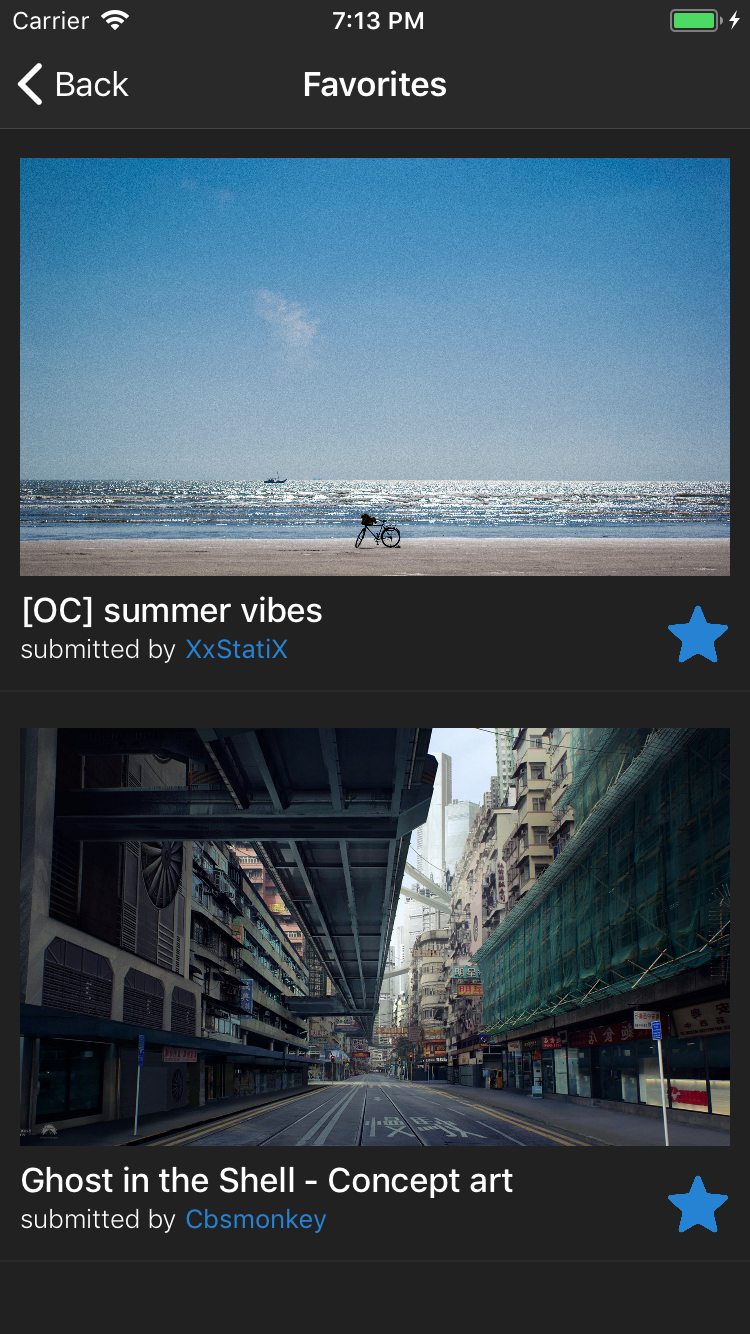 Carrier
7:13 PM
Back
Favorites
[OC] summer vibes
submitted by XxStatiX
Ghost in the Shell - Concept art
submitted by Cbsmonkey